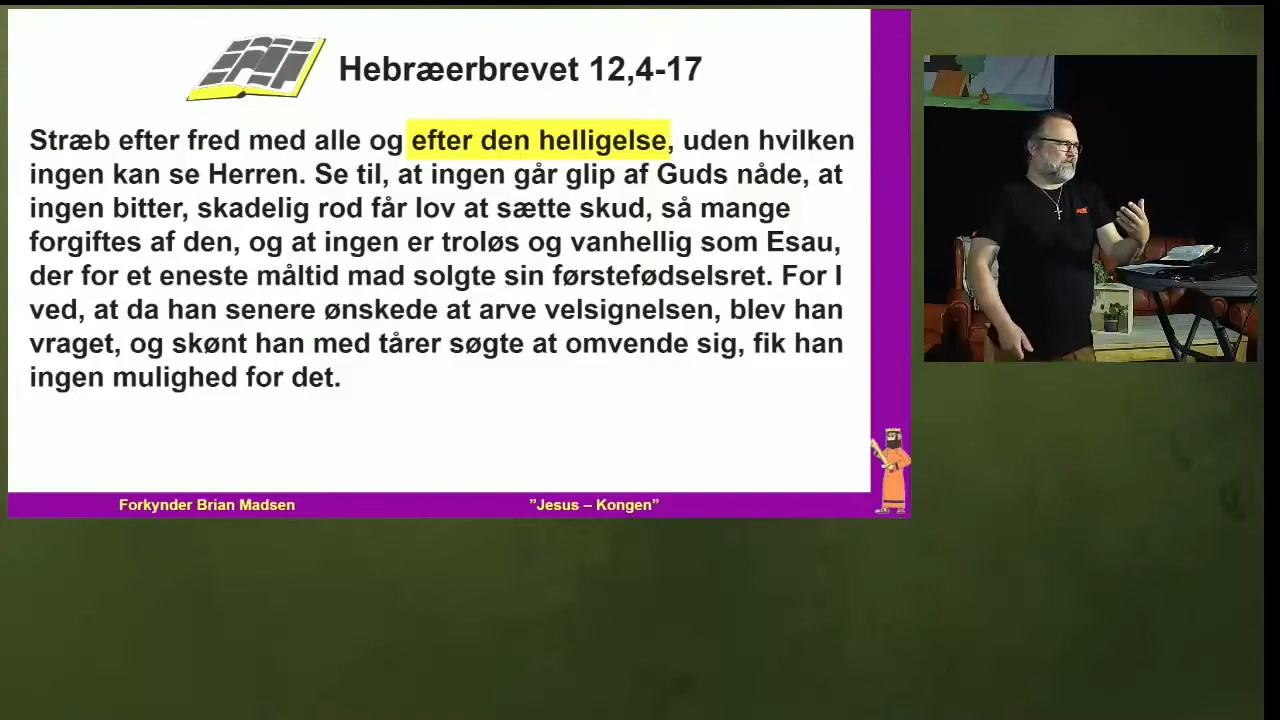 Hebræerbrevet 12,4-17
Stræb efter fred med alle og efter den helligelse, uden hvilken
ingen kan se Herren. Se til, at ingen går glip af Guds nåde, at
ingen bitter, skadelig rod får lov at sætte skud, så mange
forgiftes af den, og at ingen er troløs og vanhellig som Esau,
der for et eneste måltid mad solgte sin førstefødselsret. For I
ved, at da han senere ønskede at arve velsignelsen, blev han
vraget, og skønt han med tårer søgte at omvende sig, fik han
ingen mulighed for det.
Forkynder Brian Madsen
”Jesus – Kongen”